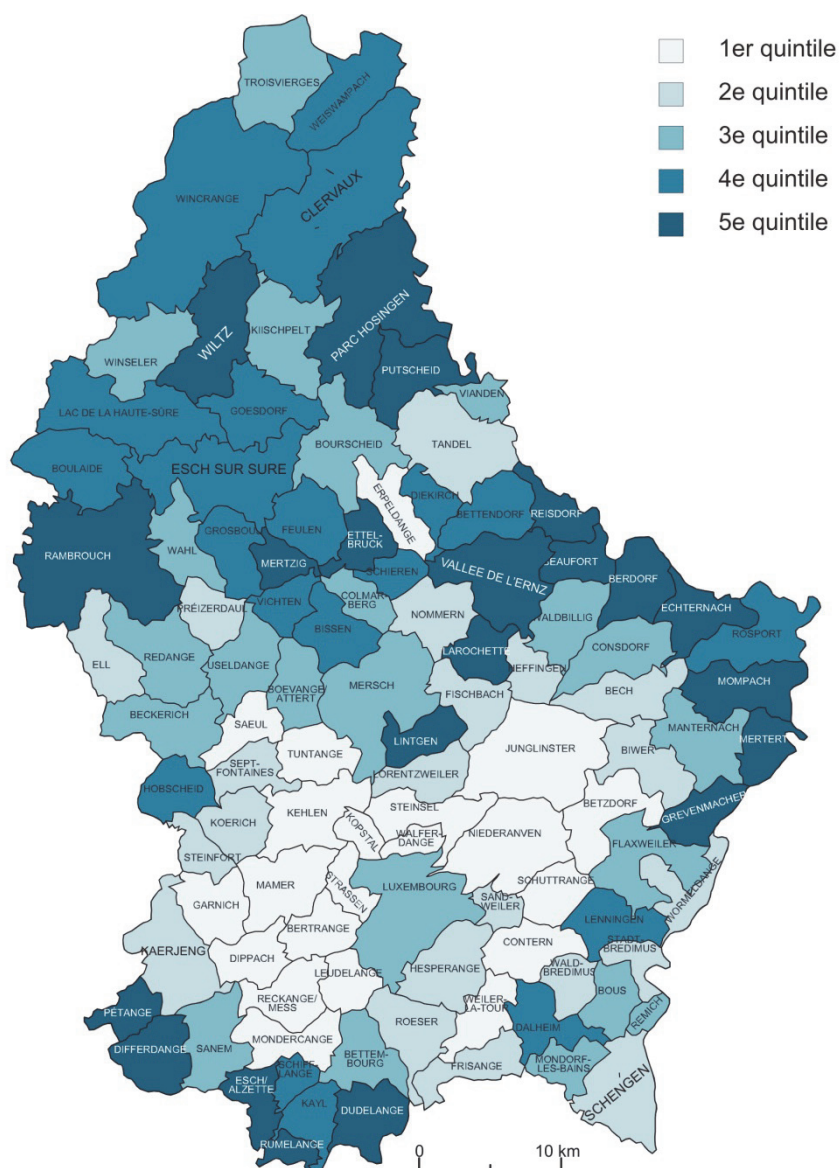 1er quintile
2e quintile
3e quintile
4e quintile
5e quintile
TROISVIERGES
WEISWAMPACH
WINCRANGE
CLERVAUX
WILTZ
KIISCHPELT
PARC HOSINGEN
WINSELER
PUTSCHEID
VIANDEN
LAC DE LA HAUTE-SÛRE
GOESDORF
BOURSCHEID
TANDEL
BOULAIDE
ESCH SUR SURE
ERPELDANGE
DIEKIRCH
BETTENDORF
REISDORF
RAMBROUCH
WAHL
GROSBOU
FEULEN
ETTEL-
BRUCK
MERTZIG
SCHIEREN
VALLEE DE L'ERNZ
BEAUFORT
BERDORF
ECHTERNACH
ROSPORT
PRÉIZERDAUL
VICHTEN
BISSEN
COLMAR
BERG
NOMMERN
WALDBILLIG
CONSDORF
ELL
REDANGE
USELDANGE
BOEVANGE/
ATTERT
MERSCH
LAROCHETTE
HEFFINGEN
FISCHBACH
BECH
MOMPACH
BECKERICH
SAEUL
TUNTANGE
LINTGEN
JUNGLINSTER
BIWER
MANTERNACH
MERTERT
SEPT-
FONTAINES
LORENTZWEILER
HOBSCHEID
KOERICH
KEHLEN
KOPSTAL
STEINSEL
WALFER-
DANGE
NIEDERANVEN
BETZDORF
GREVENMACHER
FLAXWEILER
WORMELDANGE
STEINFORT
MAMER
STRASSEN
LUXEMBOURG
SCHUTTRANGE
SAND-
WEILER
GARNICH
BERTRANGE
LENNINGEN
STADT-
BREDIMUS
KAERJENG
DIPPACH
LEUDELANGE
HESPERANGE
CONTERN
WALD-
BREDIMUS
BOUS
REMICH
RECKANGE/
MESS
WEILER-
LA-TOUR
PÉTANGE
DIFFERDANGE
SANEM
MONDERCANGE
ROESER
DALHEIM
BETTEM-
BOURG
FRISANGE
MONDORF-
LES-BAINS
SCHENGEN
SCHIFF-
LANGE
ESCH/
ALZETTE
KAYL
DUDELANGE
RUMELANGE
0 10 km